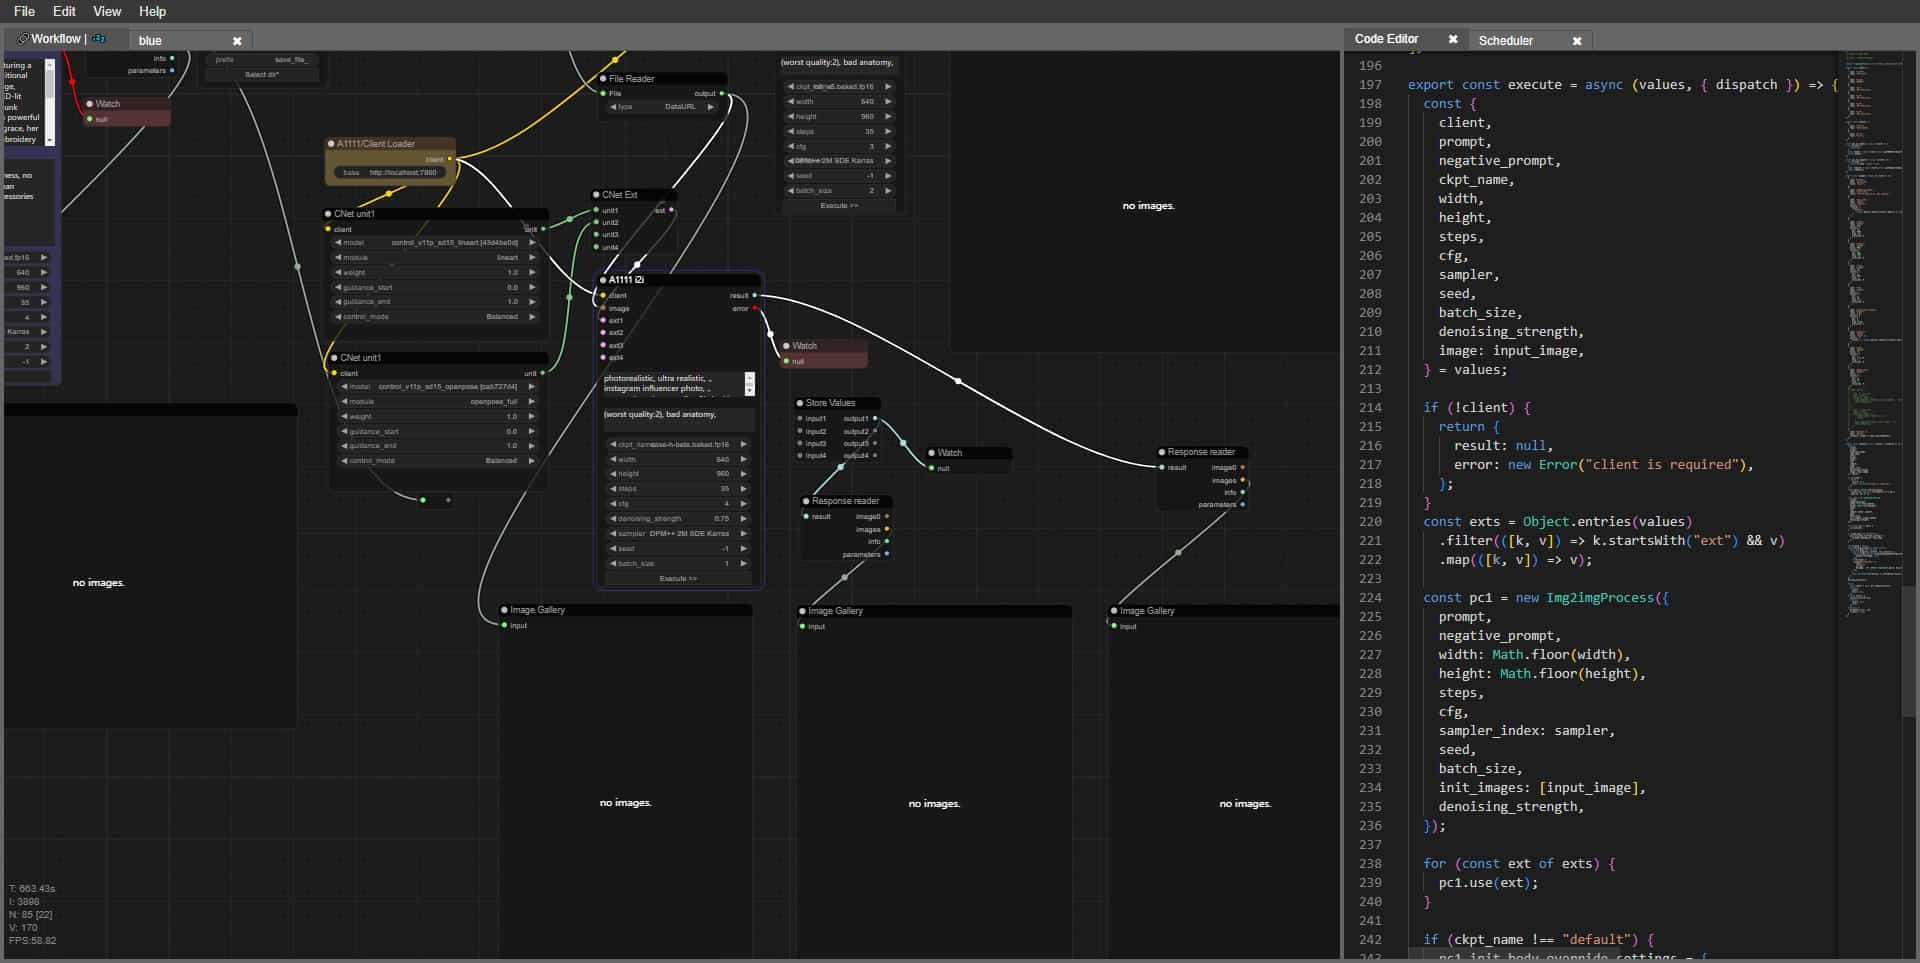 File Edit View Help
Workflow |
blue
Code Editor
Scheduler
info
parameters
prefix save_file_
Select dir*
turing a
ditional
ge,
D-lit
unk
powerful
grace, her
broidery
Watch
null
ness, no
man
cessories
640
960
35
4
Karras
2
-1
A1111/Client Loader
client
base http://localhost:7860
File Reader
File output
type DataURL
CNet Ext
unit1 ext
unit2
unit3
unit4
(worst quality:2), bad anatomy,
width 640
height 960
steps 35
cfg 3
DPM++ 2M SDE Karras
seed -1
batch_size 2
Execute >>
no images.
CNet unit1
client unit
model control_v11p_sd15_lineart [43d4be0d]
module lineart
weight 1.0
guidance_start 0.0
guidance_end 1.0
control_mode Balanced
CNet unit1
client unit
model control_v11p_sd15_openpose [cab727d4]
module openpose_full
weight 1.0
guidance_start 0.0
guidance_end 1.0
control_mode Balanced
A1111 i2i
client result
image error
ext1
ext2
ext3
ext4
photorealistic, ultra realistic, ,
instagram influencer photo, ,
(worst quality:2), bad anatomy,
width 640
height 960
steps 35
cfg 4
denoising_strength 0.75
sampler DPM++ 2M SDE Karras
seed -1
batch_size 1
Execute >>
Watch
null
Store Values
input1 output1
input2 output2
input3 output3
input4 output4
Watch
null
Response reader
result image0
images
info
parameters
Response reader
result image0
images
info
parameters
no images.
Image Gallery
input
no images.
Image Gallery
input
no images.
Image Gallery
input
no images.
T: 663.43s
I: 3898
N: 85 [22]
V: 170
FPS:58.82
196
197 export const execute = async (values, { dispatch }) => {
198 const {
199 client,
200 prompt,
201 negative_prompt,
202 ckpt_name,
203 width,
204 height,
205 steps,
206 cfg,
207 sampler,
208 seed,
209 batch_size,
210 denoising_strength,
211 image: input_image,
212 } = values;
213
214 if (!client) {
215 return {
216 result: null,
217 error: new Error("client is required"),
218 };
219 }
220 const exts = Object.entries(values)
221 .filter(([k, v]) => k.startsWith("ext") && v)
222 .map(([k, v]) => v);
223
224 const pc1 = new Img2imgProcess({
225 prompt,
226 negative_prompt,
227 width: Math.floor(width),
228 height: Math.floor(height),
229 steps,
230 cfg,
231 sampler_index: sampler,
232 seed,
233 batch_size,
234 init_images: [input_image],
235 denoising_strength,
236 });
237
238 for (const ext of exts) {
239 pc1.use(ext);
240 }
241
242 if (ckpt_name !== "default") {